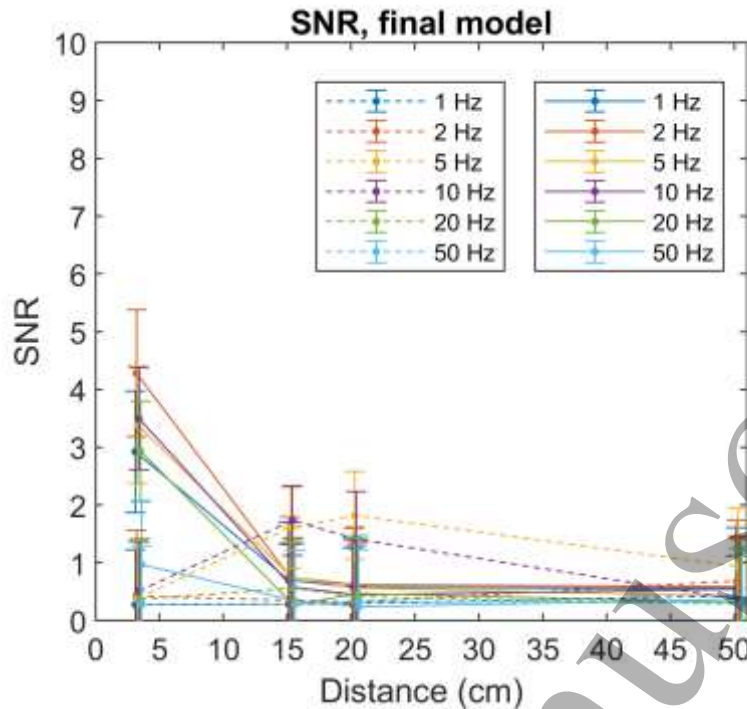 SNR, final model
10
9
8
7
6
5
4
3
2
1
0
SNR
1 Hz
2 Hz
5 Hz
10 Hz
20 Hz
50 Hz
1 Hz
2 Hz
5 Hz
10 Hz
20 Hz
50 Hz
0 5 10 15 20 25 30 35 40 45 50
Distance (cm)